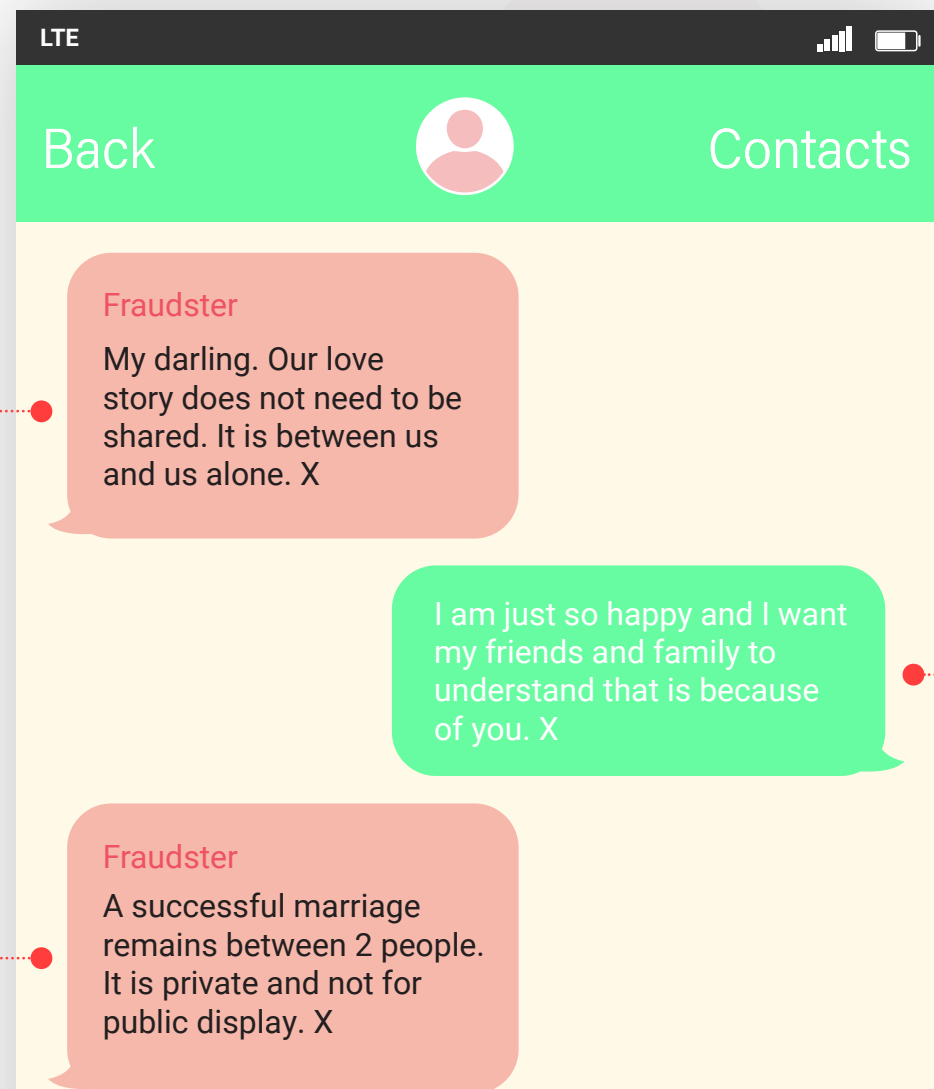 LTE
Back
Contacts
Fraudster
My darling. Our love
story does not need to be
shared. It is between us
and us alone. X
I am just so happy and I want
my friends and family to
understand that is because
of you. X
Fraudster
A successful marriage
remains between 2 people.
It is private and not for
public display. X